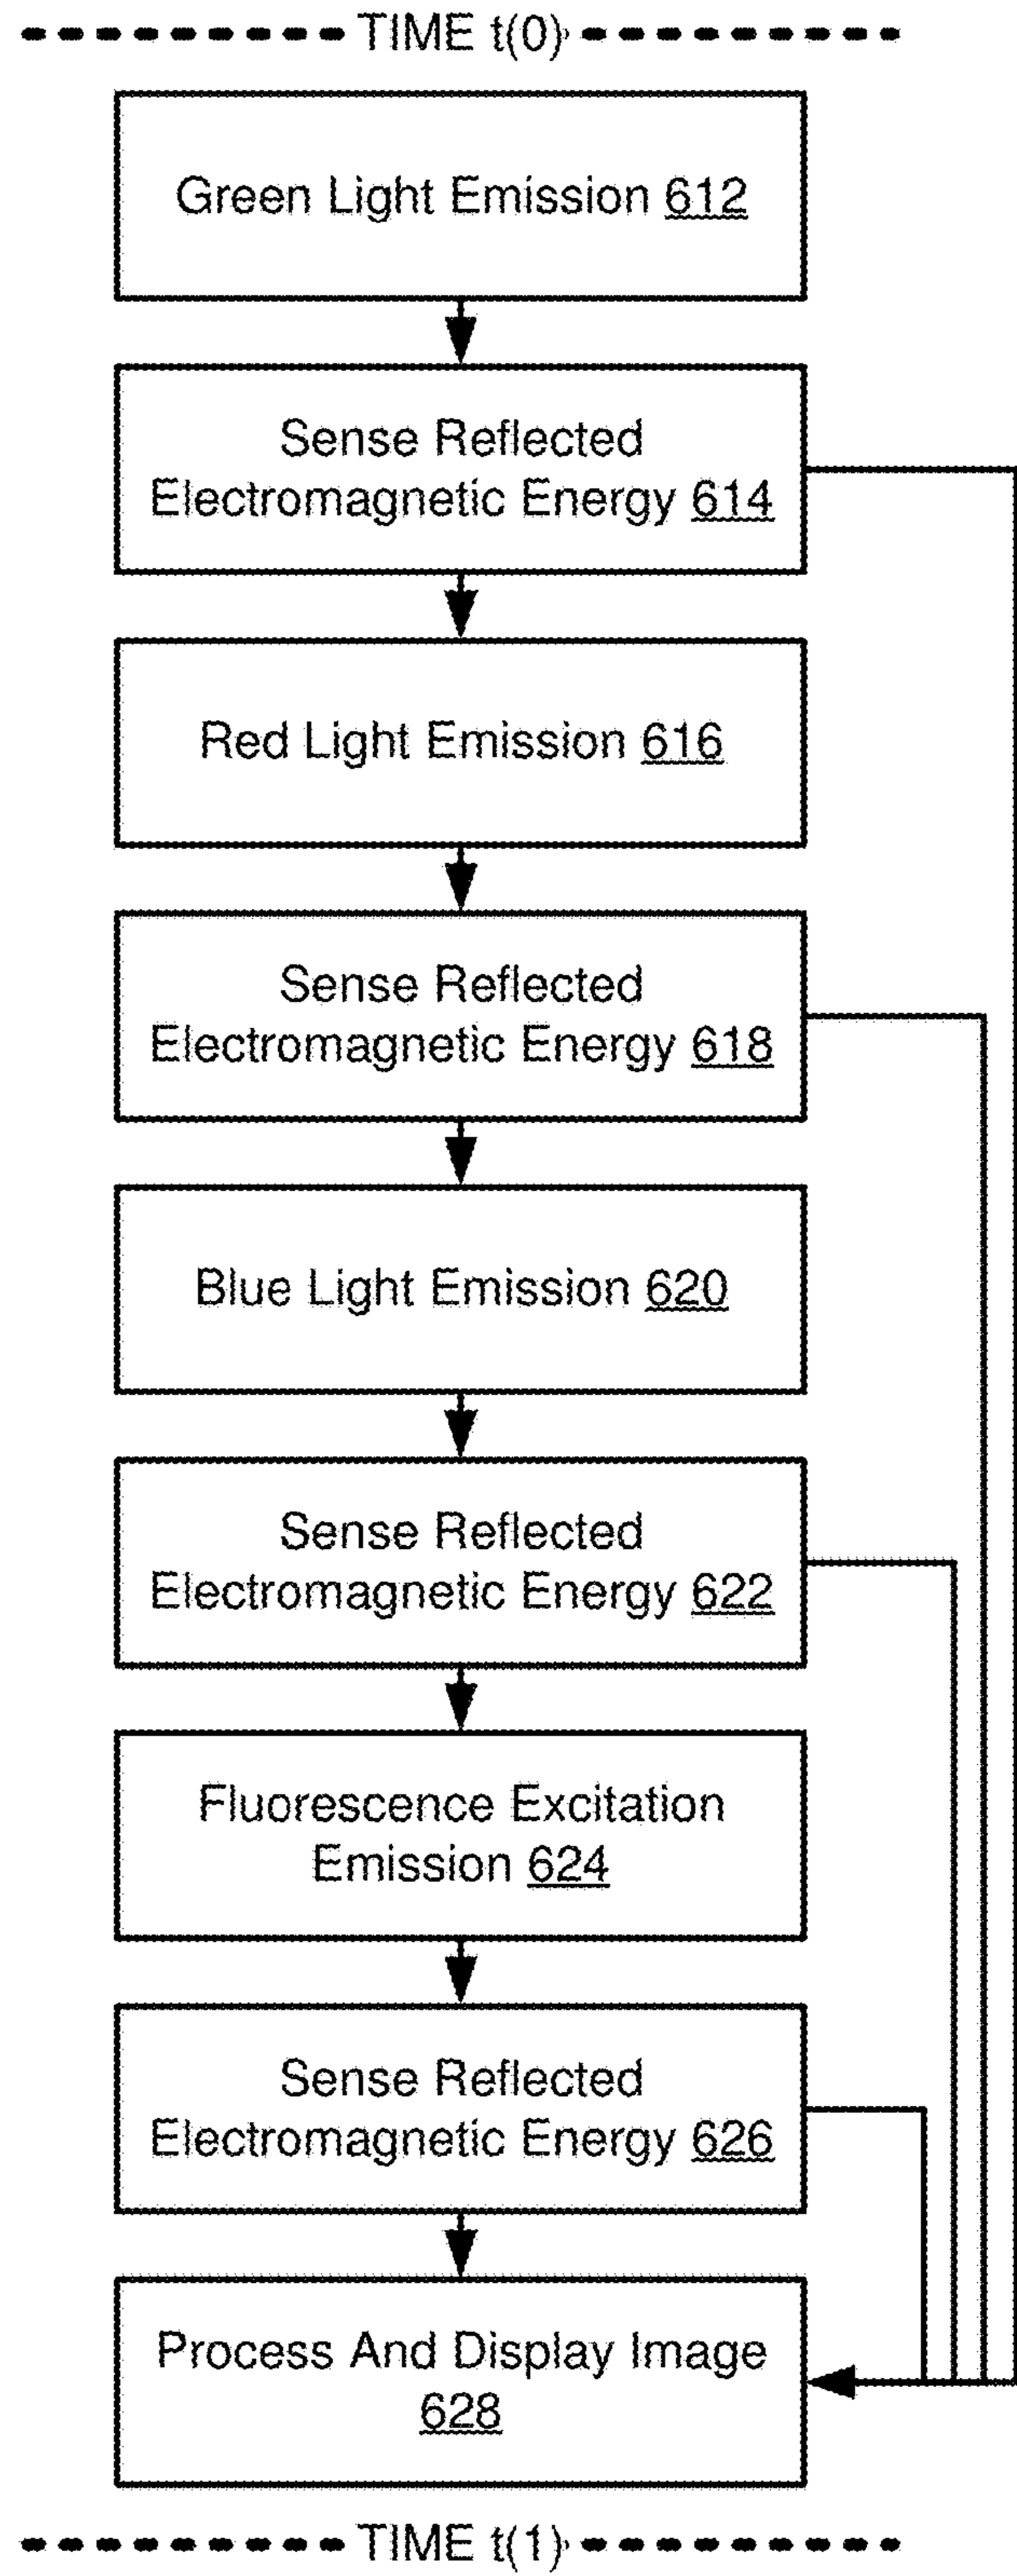 TIME t(0)
Green Light Emission 612
Sense Reflected
Electromagnetic Energy 614
Red Light Emission 616
Sense Reflected
Electromagnetic Energy 618
Blue Light Emission 620
Sense Reflected
Electromagnetic Energy 622
Fluorescence Excitation
Emission 624
Sense Reflected
Electromagnetic Energy 626
Process And Display Image
628
TIME t(1)